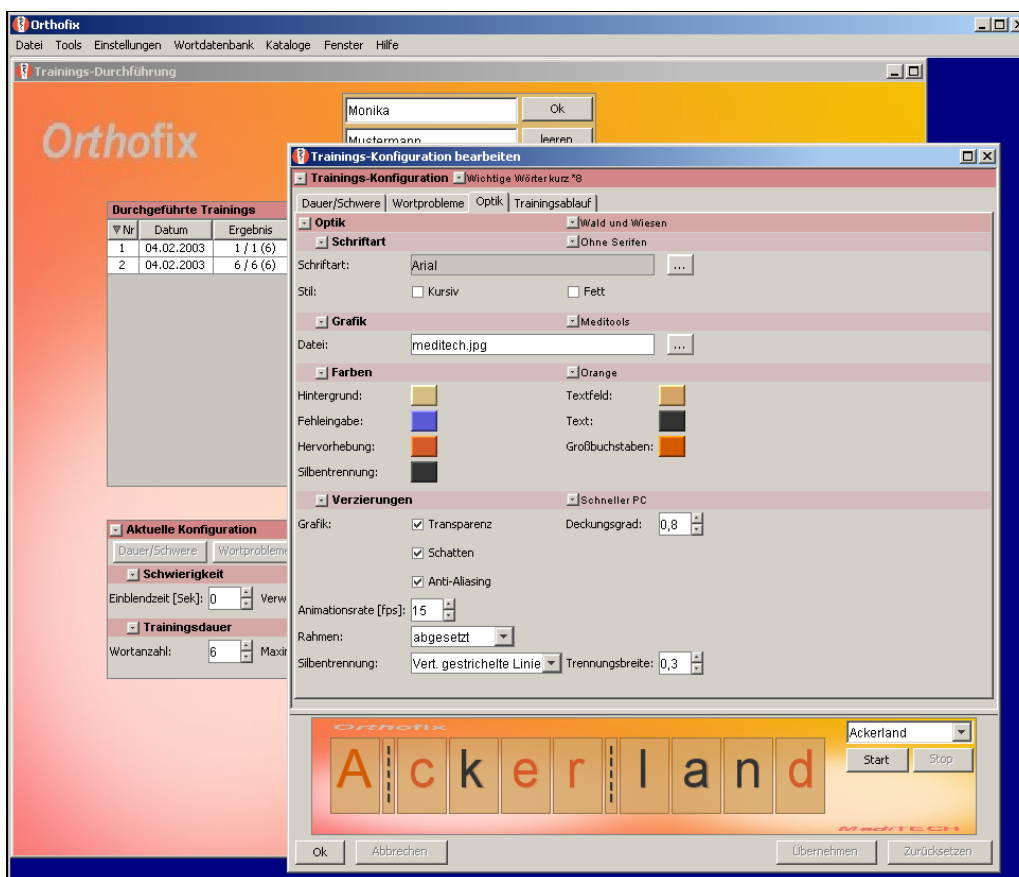 Orthofix
Datei Tools Einstellungen Wortdatenbank Kataloge Fenster Hilfe
Trainings-Durchführung
Orthofix
Monika Ok
Mustermann leeren
Durchgeführte Trainings
Nr Datum Ergebnis
1 04.02.2003 1 / 1 (6)
2 04.02.2003 6 / 6 (6)
Aktuelle Konfiguration
Dauer/Schwere Wortprobleme
Schwierigkeit
Einblendzeit [Sek]: 0 Verw
Trainingsdauer
Wortanzahl: 6 Maxim
Trainings-Konfiguration bearbeiten
Trainings-Konfiguration Wichtige Wörter kurz *8
Dauer/Schwere Wortprobleme Optik Trainingsablauf
Optik Wald und Wiesen
Schriftart Ohne Serifen
Schriftart: Arial ...
Stil: Kursiv Fett
Grafik Meditools
Datei: meditech.jpg ...
Farben Orange
Hintergrund: Textfeld:
Fehleingabe: Text:
Hervorhebung: Großbuchstaben:
Silbentrennung:
Verzierungen Schneller PC
Grafik: Transparenz Deckungsgrad: 0,8
Schatten
Anti-Aliasing
Animationsrate [fps]: 15
Rahmen: abgesetzt
Silbentrennung: Vert. gestrichelte Linie Trennungsbreite: 0,3
Orthofix
Ackerland
Ackerland
Start Stop
MediTECH
Ok Abbrechen Übernehmen Zurücksetzen